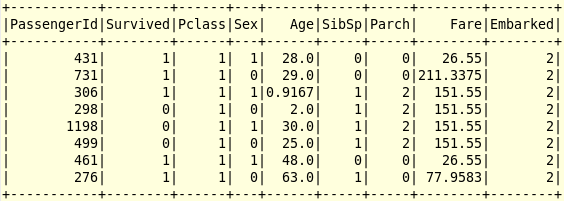 +-----------+--------+------+---+------+-----+-----+--------+--------+
|PassengerId|Survived|Pclass|Sex|   Age|SibSp|Parch|    Fare|Embarked|
+-----------+--------+------+---+------+-----+-----+--------+--------+
|        431|       1|     1|  1|  28.0|    0|    0|   26.55|       2|
|        731|       1|     1|  0|  29.0|    0|    0|211.3375|       2|
|        306|       1|     1|  1|0.9167|    1|    2|  151.55|       2|
|        298|       0|     1|  0|   2.0|    1|    2|  151.55|       2|
|       1198|       0|     1|  1|  30.0|    1|    2|  151.55|       2|
|        499|       0|     1|  0|  25.0|    1|    2|  151.55|       2|
|        461|       1|     1|  1|  48.0|    0|    0|   26.55|       2|
|        276|       1|     1|  0|  63.0|    1|    0| 77.9583|       2|
+-----------+--------+------+---+------+-----+-----+--------+--------+